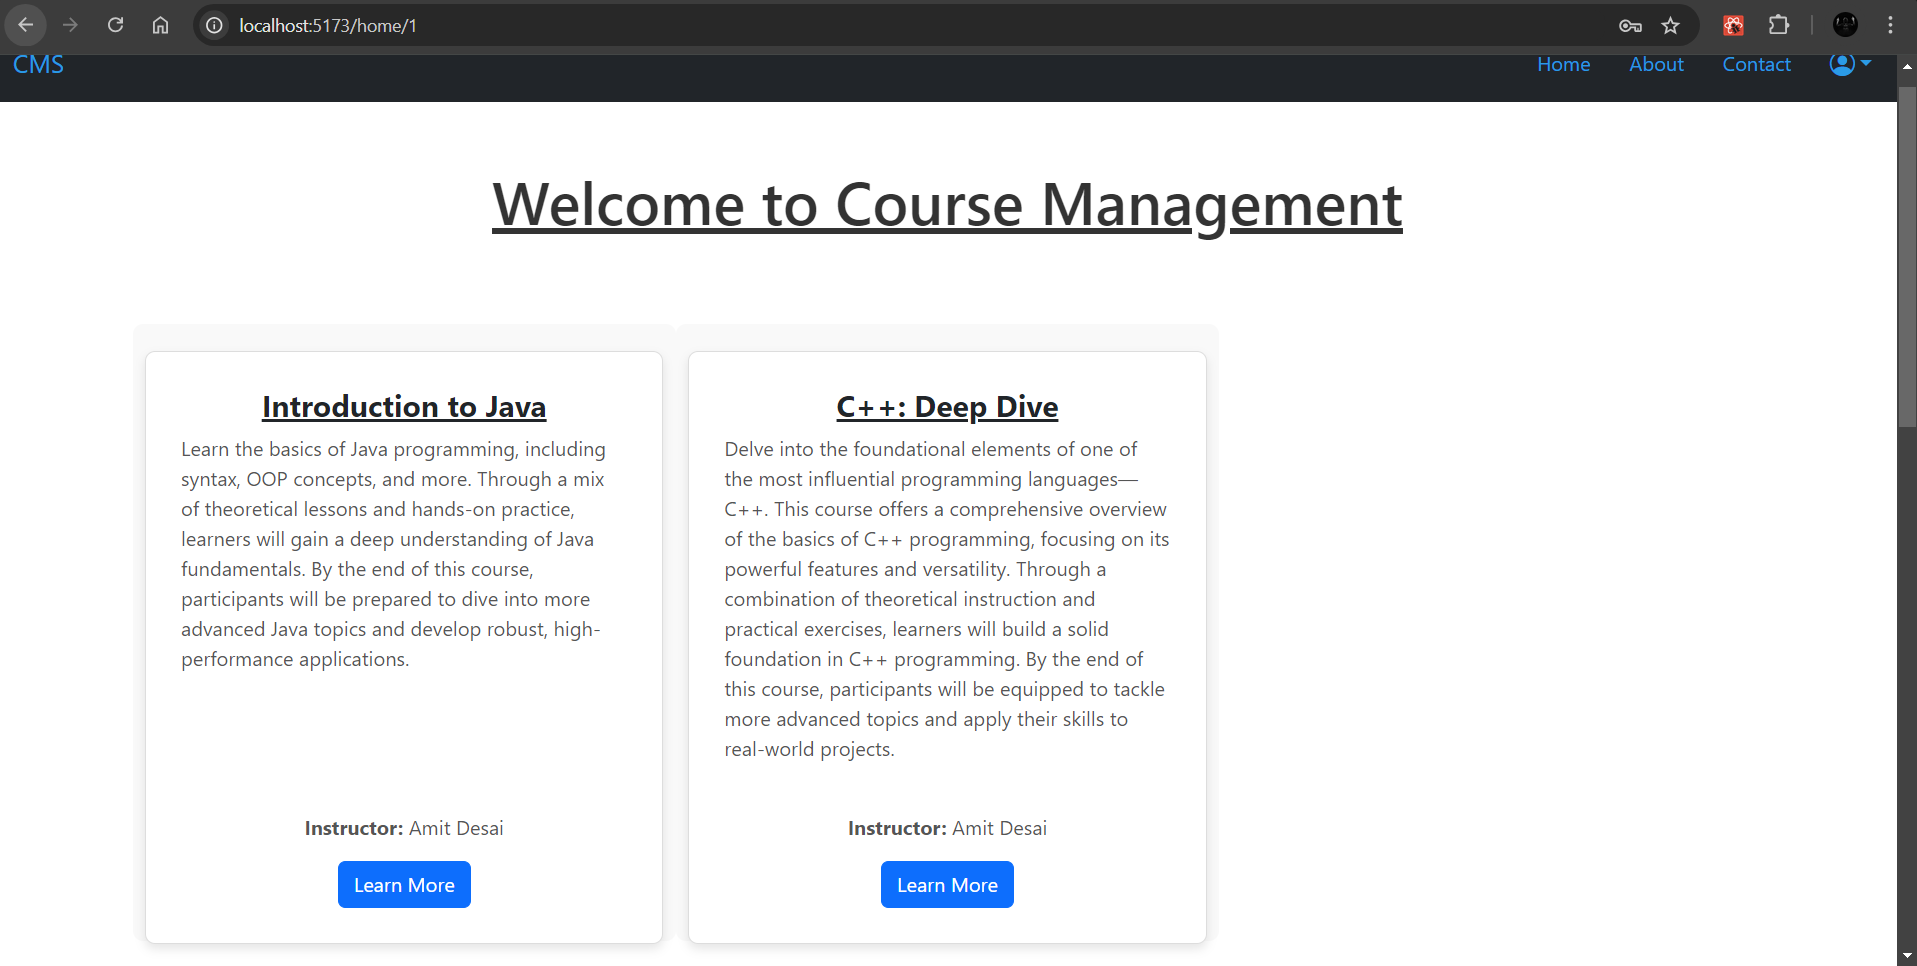 localhost:5173/home/1
CMS
Home About Contact
Welcome to Course Management
Introduction to Java
Learn the basics of Java programming, including
syntax, OOP concepts, and more. Through a mix
of theoretical lessons and hands-on practice,
learners will gain a deep understanding of Java
fundamentals. By the end of this course,
participants will be prepared to dive into more
advanced Java topics and develop robust, high-
performance applications.
Instructor: Amit Desai
Learn More
C++: Deep Dive
Delve into the foundational elements of one of
the most influential programming languages—
C++. This course offers a comprehensive overview
of the basics of C++ programming, focusing on its
powerful features and versatility. Through a
combination of theoretical instruction and
practical exercises, learners will build a solid
foundation in C++ programming. By the end of
this course, participants will be equipped to tackle
more advanced topics and apply their skills to
real-world projects.
Instructor: Amit Desai
Learn More